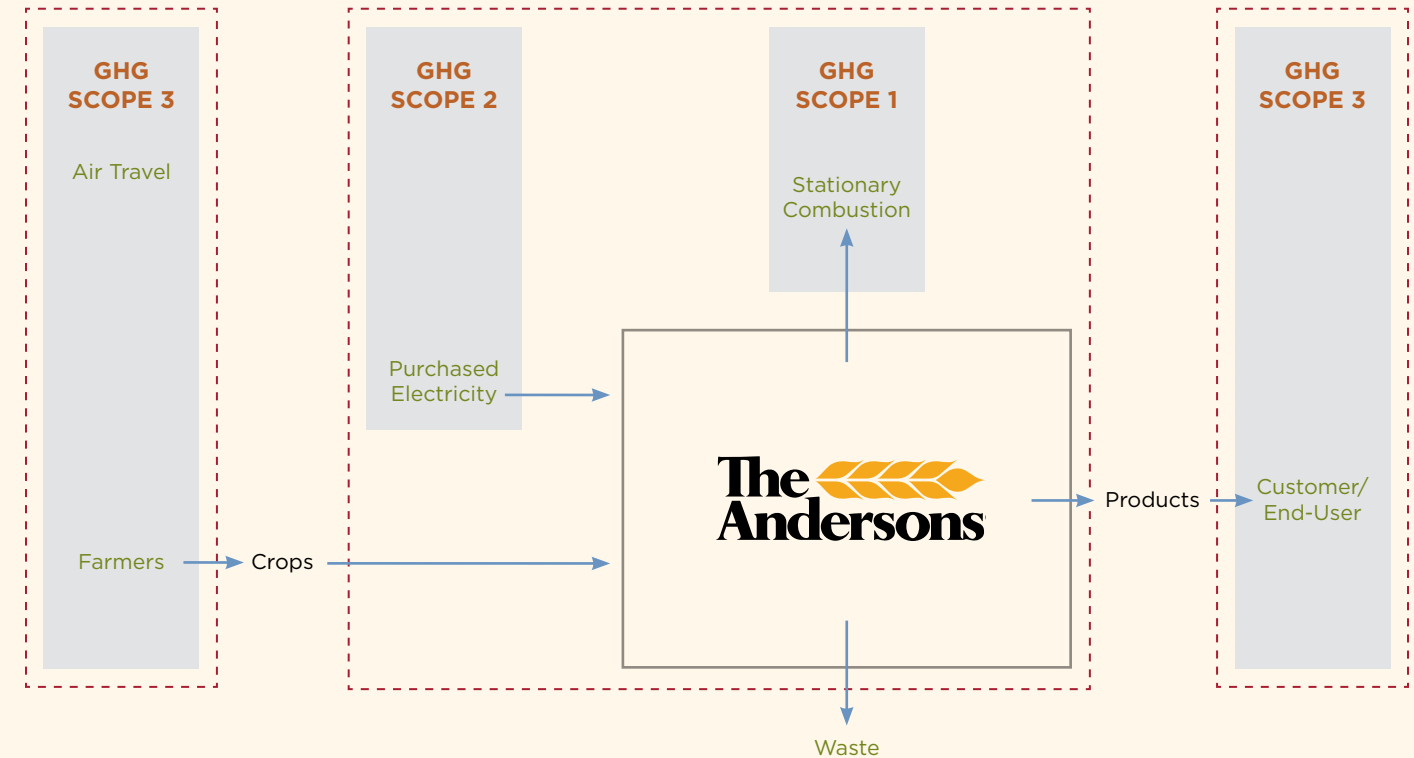 GHG
SCOPE 3
Air Travel
Farmers
Crops
GHG
SCOPE 2
Purchased
Electricity
GHG
SCOPE 1
Stationary
Combustion
The
Andersons
Waste
Products
GHG
SCOPE 3
Customer/
End-User